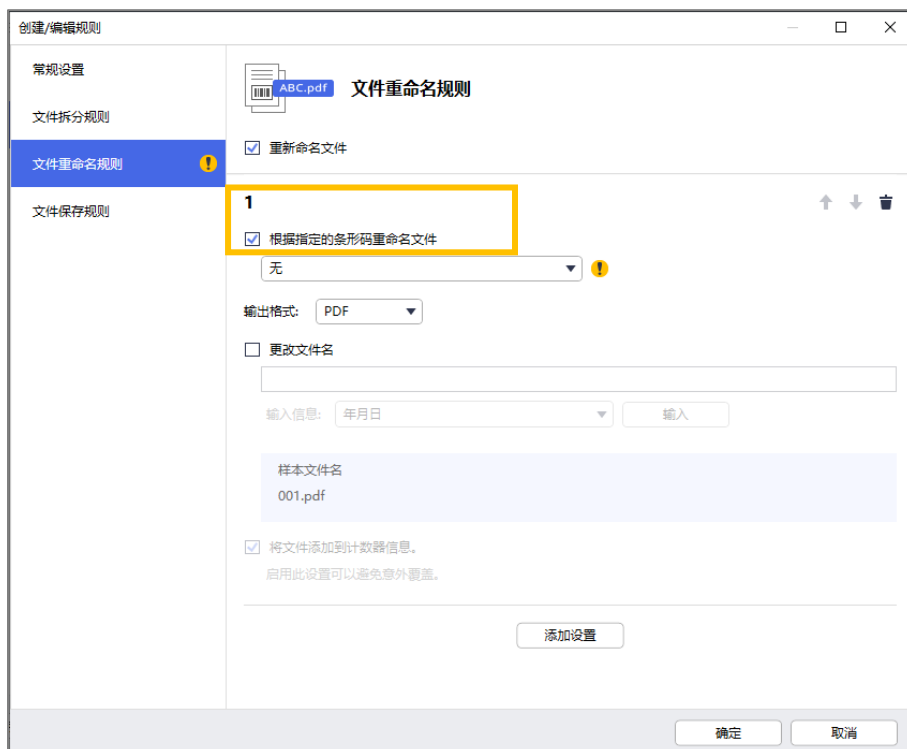 创建/编辑规则
常规设置
文件拆分规则
文件重命名规则
文件保存规则
ABC.pdf
文件重命名规则
重新命名文件
1
根据指定的条形码重命名文件
无
输出格式: PDF
更改文件名
输入信息: 年月日 输入
样本文件名
001.pdf
将文件添加到计数器信息。
启用此设置可以避免意外覆盖。
添加设置
确定 取消